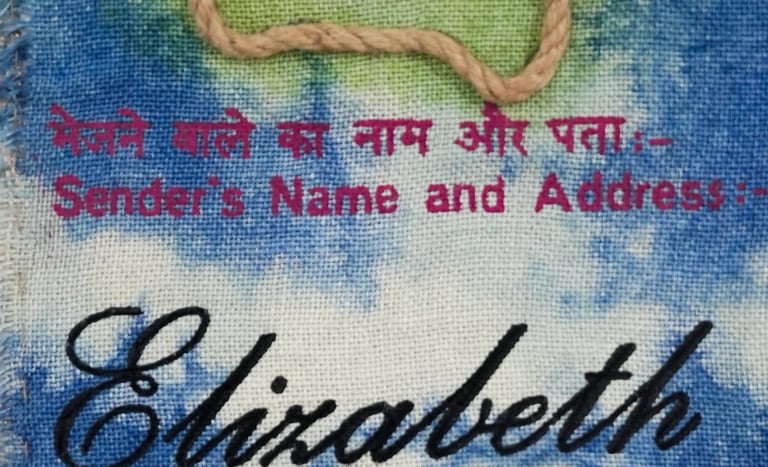 भेजने वाले का नाम और पता:-
Sender's Name and Address:-
Elizabeth